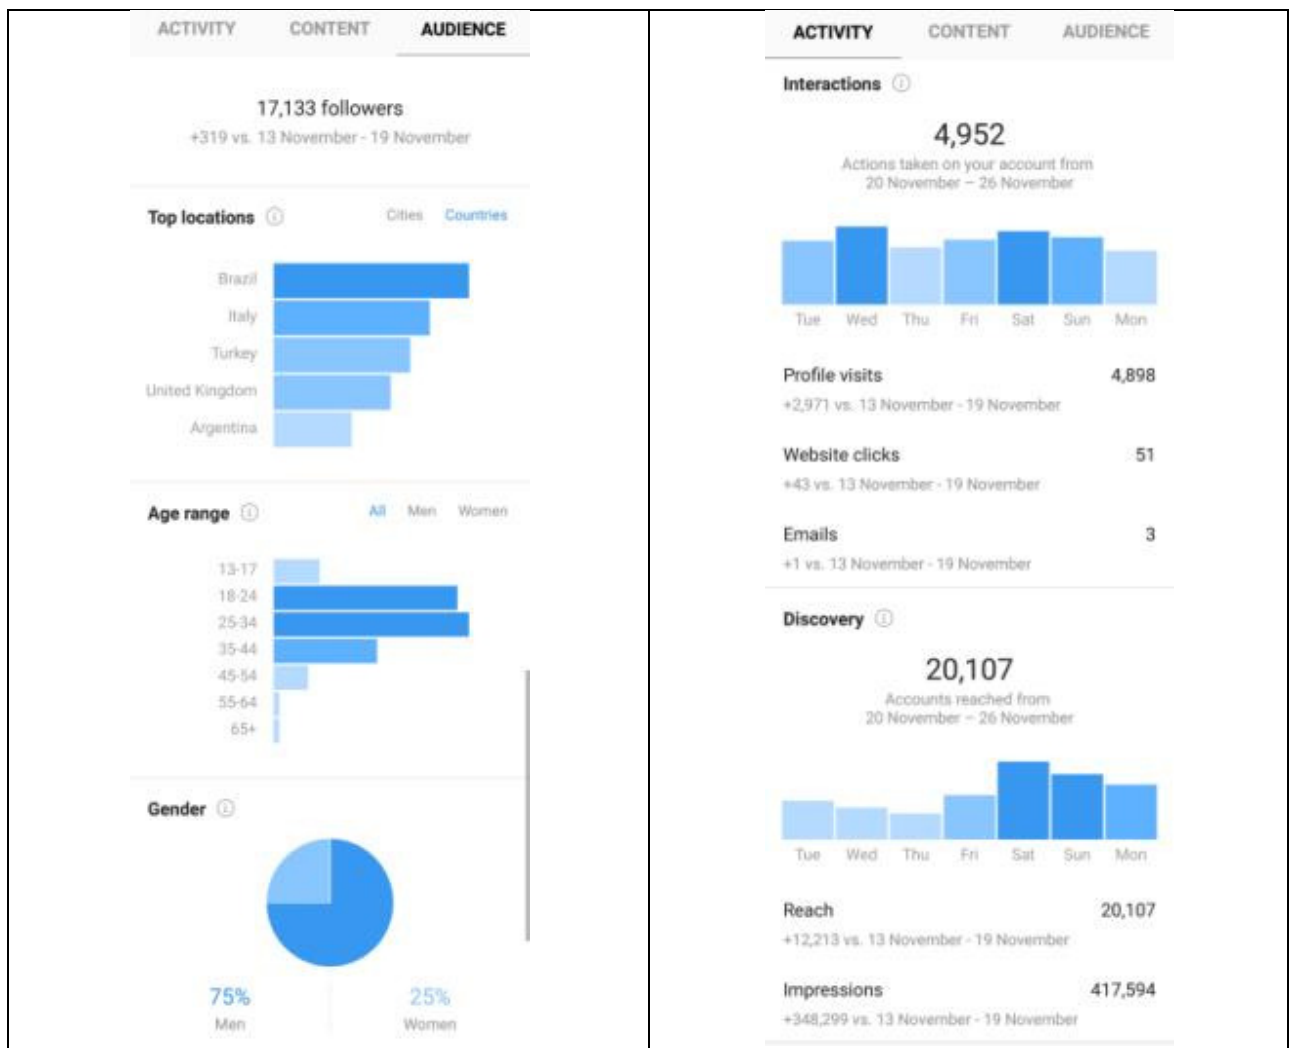 ACTIVITY CONTENT AUDIENCE
17,133 followers
+319 vs. 13 November - 19 November
Top locations Cities Countries
Brazil
Italy
Turkey
United Kingdom
Argentina
Age range All Men Women
13-17
18-24
25-34
35-44
45-54
55-64
65+
Gender
75% 25%
Men Women
ACTIVITY CONTENT AUDIENCE
Interactions
4,952
Actions taken on your account from
20 November – 26 November
Tue Wed Thu Fri Sat Sun Mon
Profile visits 4,898
+2,971 vs. 13 November - 19 November
Website clicks 51
+43 vs. 13 November - 19 November
Emails 3
+1 vs. 13 November - 19 November
Discovery
20,107
Accounts reached from
20 November – 26 November
Tue Wed Thu Fri Sat Sun Mon
Reach 20,107
+12,213 vs. 13 November - 19 November
Impressions 417,594
+348,299 vs. 13 November - 19 November